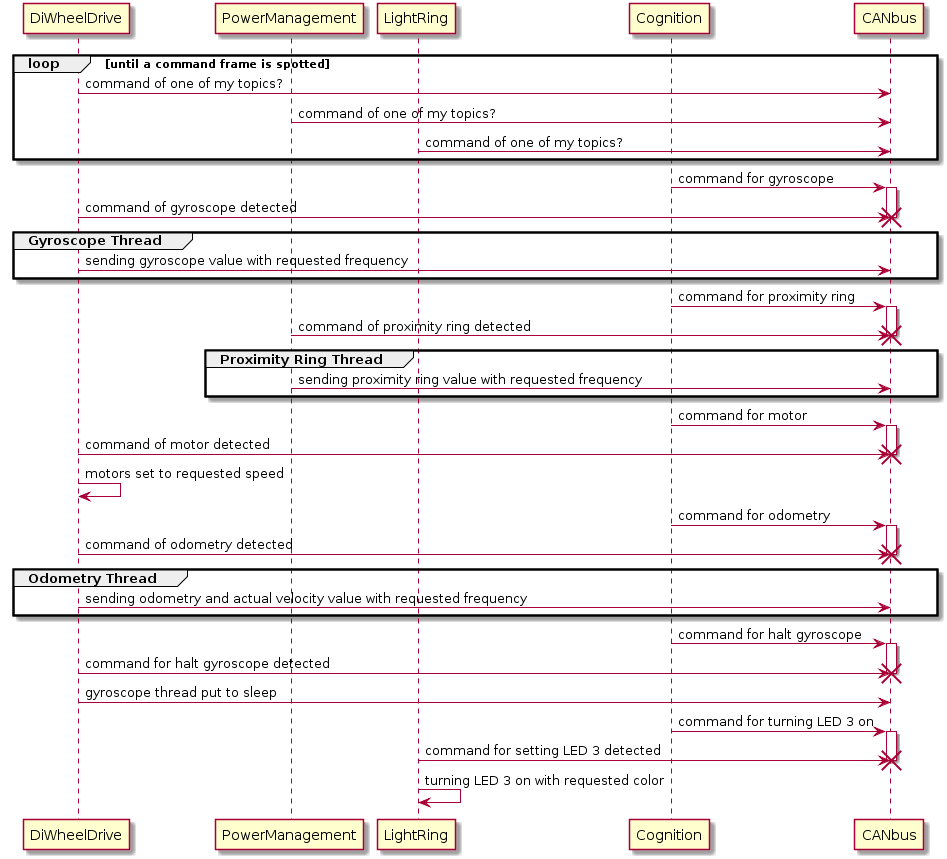 DiWheelDrive PowerManagement LightRing Cognition CANbus
loop [until a command frame is spotted]
command of one of my topics?
command of one of my topics?
command of one of my topics?
command for gyroscope
command of gyroscope detected
Gyroscope Thread
sending gyroscope value with requested frequency
command for proximity ring
command of proximity ring detected
Proximity Ring Thread
sending proximity ring value with requested frequency
command for motor
command of motor detected
motors set to requested speed
command for odometry
command of odometry detected
Odometry Thread
sending odometry and actual velocity value with requested frequency
command for halt gyroscope
command for halt gyroscope detected
gyroscope thread put to sleep
command for turning LED 3 on
command for setting LED 3 detected
turning LED 3 on with requested color
DiWheelDrive PowerManagement LightRing Cognition CANbus